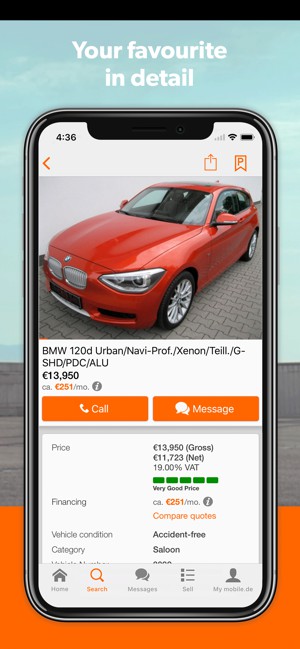 Your favourite
in detail
4:36
BMW 120d Urban/Navi-Prof./Xenon/Teill./G-
SHD/PDC/ALU
€13,950
ca. €251/mo.
Call
Message
Price
€13,950 (Gross)
€11,723 (Net)
19.00% VAT
Very Good Price
Financing
ca. €251/mo.
Compare quotes
Vehicle condition
Accident-free
Category
Saloon
Home
Search
Messages
Sell
My mobile.de